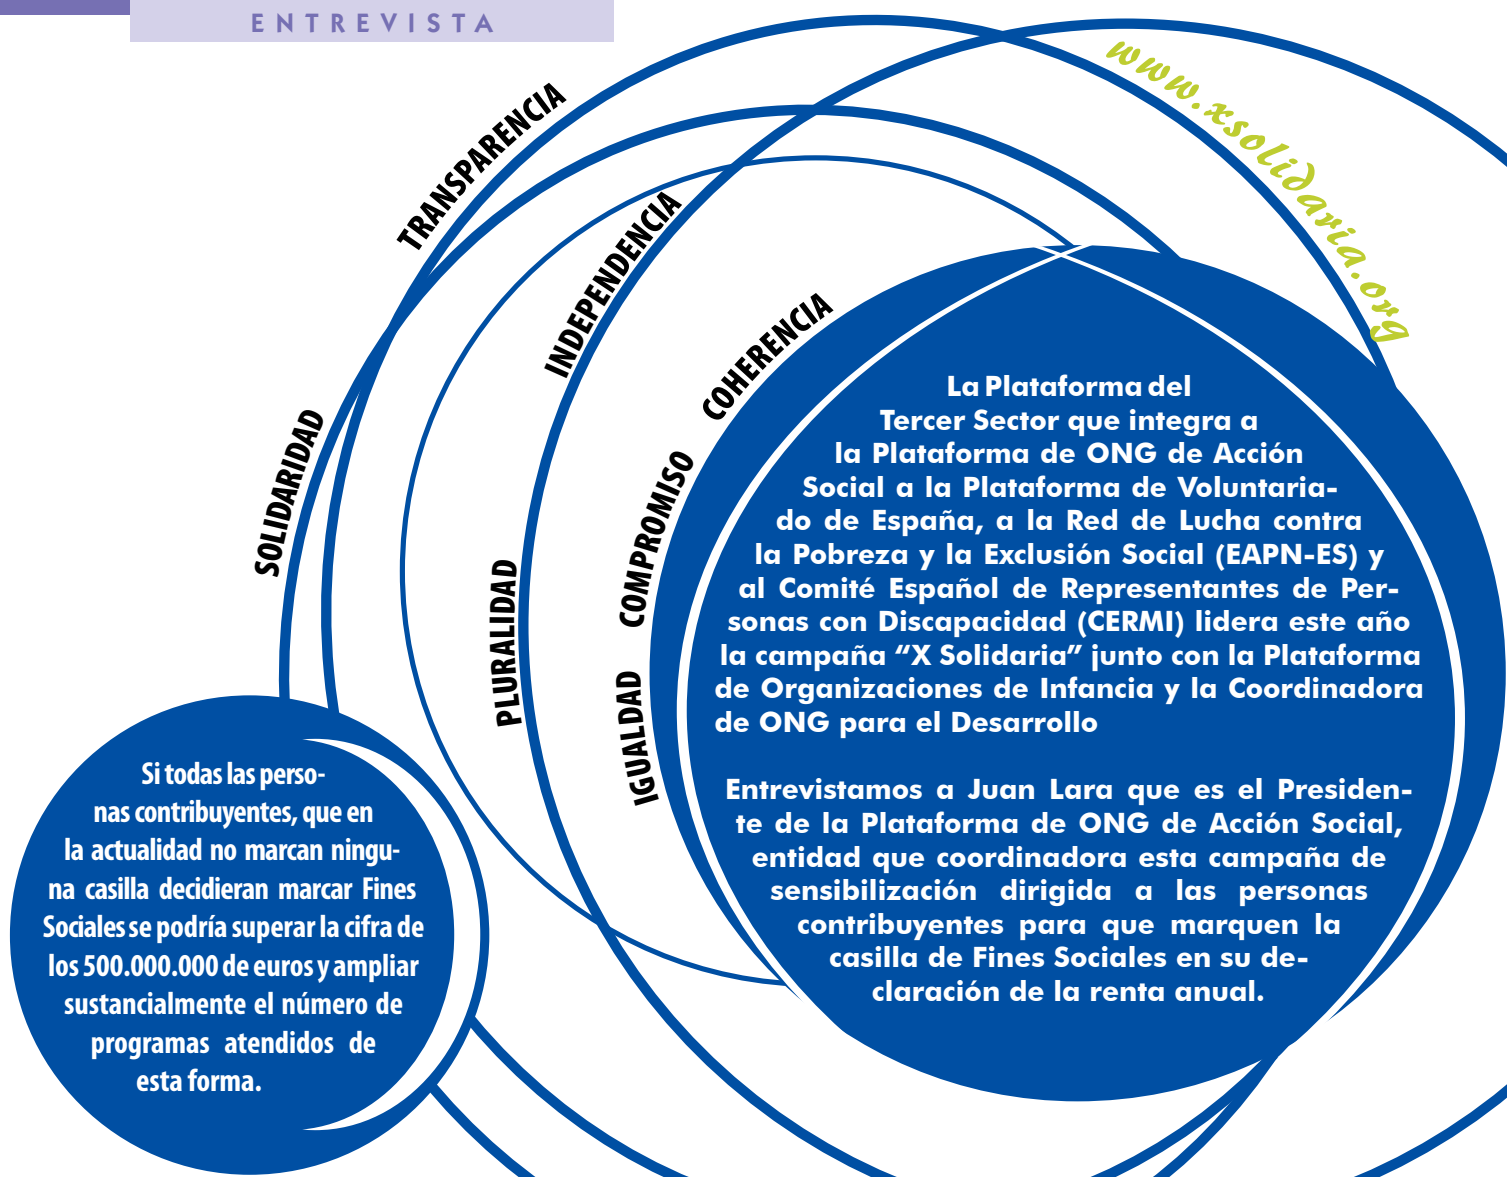 ENTREVISTA
www.xsolidaria.org
TRANSPARENCIA
INDEPENDENCIA
COHERENCIA
SOLIDARIDAD
COMPROMISO
PLURALIDAD
IGUALDAD
La Plataforma del
Tercer Sector que integra a
la Plataforma de ONG de Acción
Social a la Plataforma de Voluntaria-
do de España, a la Red de Lucha contra
la Pobreza y la Exclusión Social (EAPN-ES) y
al Comité Español de Representantes de Per-
sonas con Discapacidad (CERMI) lidera este año
la campaña “X Solidaria” junto con la Plataforma
de Organizaciones de Infancia y la Coordinadora
de ONG para el Desarrollo
Entrevistamos a Juan Lara que es el Presiden-
te de la Plataforma de ONG de Acción Social,
entidad que coordinadora esta campaña de
sensibilización dirigida a las personas
contribuyentes para que marquen la
casilla de Fines Sociales en su de-
claración de la renta anual.
Si todas las perso-
nas contribuyentes, que en
la actualidad no marcan ningu-
na casilla decidieran marcar Fines
Sociales se podría superar la cifra de
los 500.000.000 de euros y ampliar
sustancialmente el número de
programas atendidos de
esta forma.